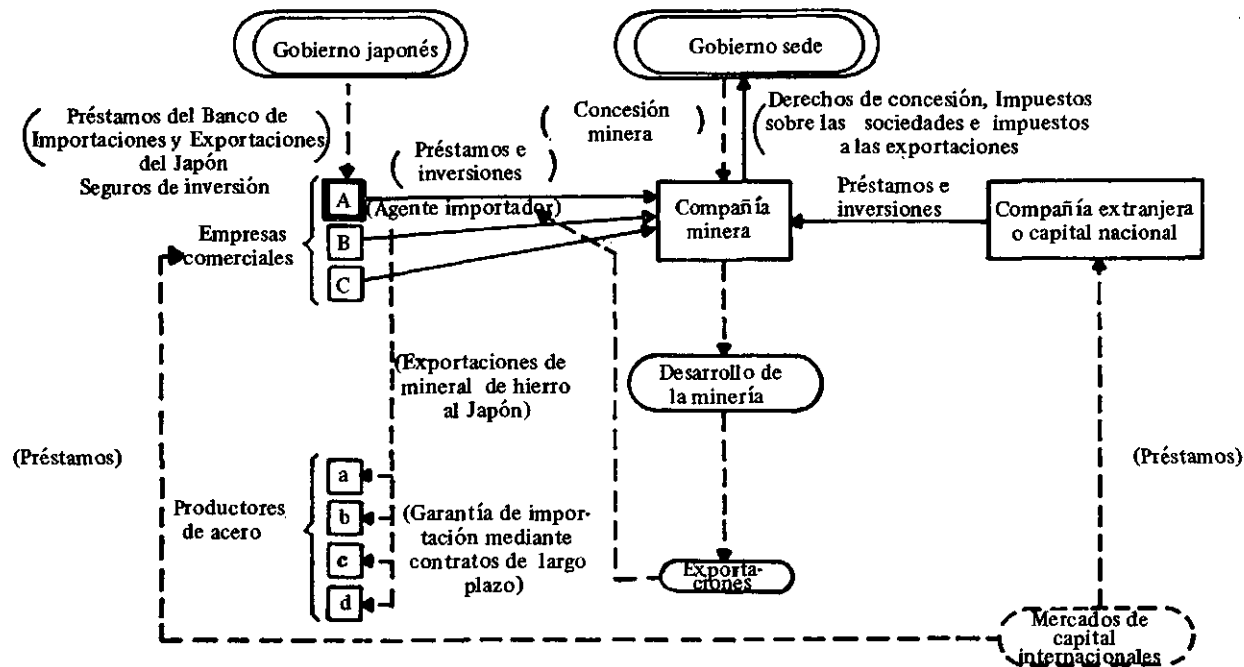 Gobierno japonés
Gobierno sede
Préstamos del Banco de
Importaciones y Exportaciones
del Japón
Seguros de inversión
(Préstamos e
inversiones)
(Concesión
minera)
(Derechos de concesión, Impuestos
sobre las sociedades e impuestos
a las exportaciones)
A
(Agente importador)
B
C
Empresas
comerciales
Compañía
minera
Préstamos e
inversiones
Compañía extranjera
o capital nacional
(Exportaciones de
mineral de hierro
al Japón)
Desarrollo de
la minería
(Préstamos)
(Préstamos)
Productores
de acero
a
b
c
d
(Garantía de impor-
tación mediante
contratos de largo
plazo)
Exporta-
ciones
Mercados de
capital
internacionales